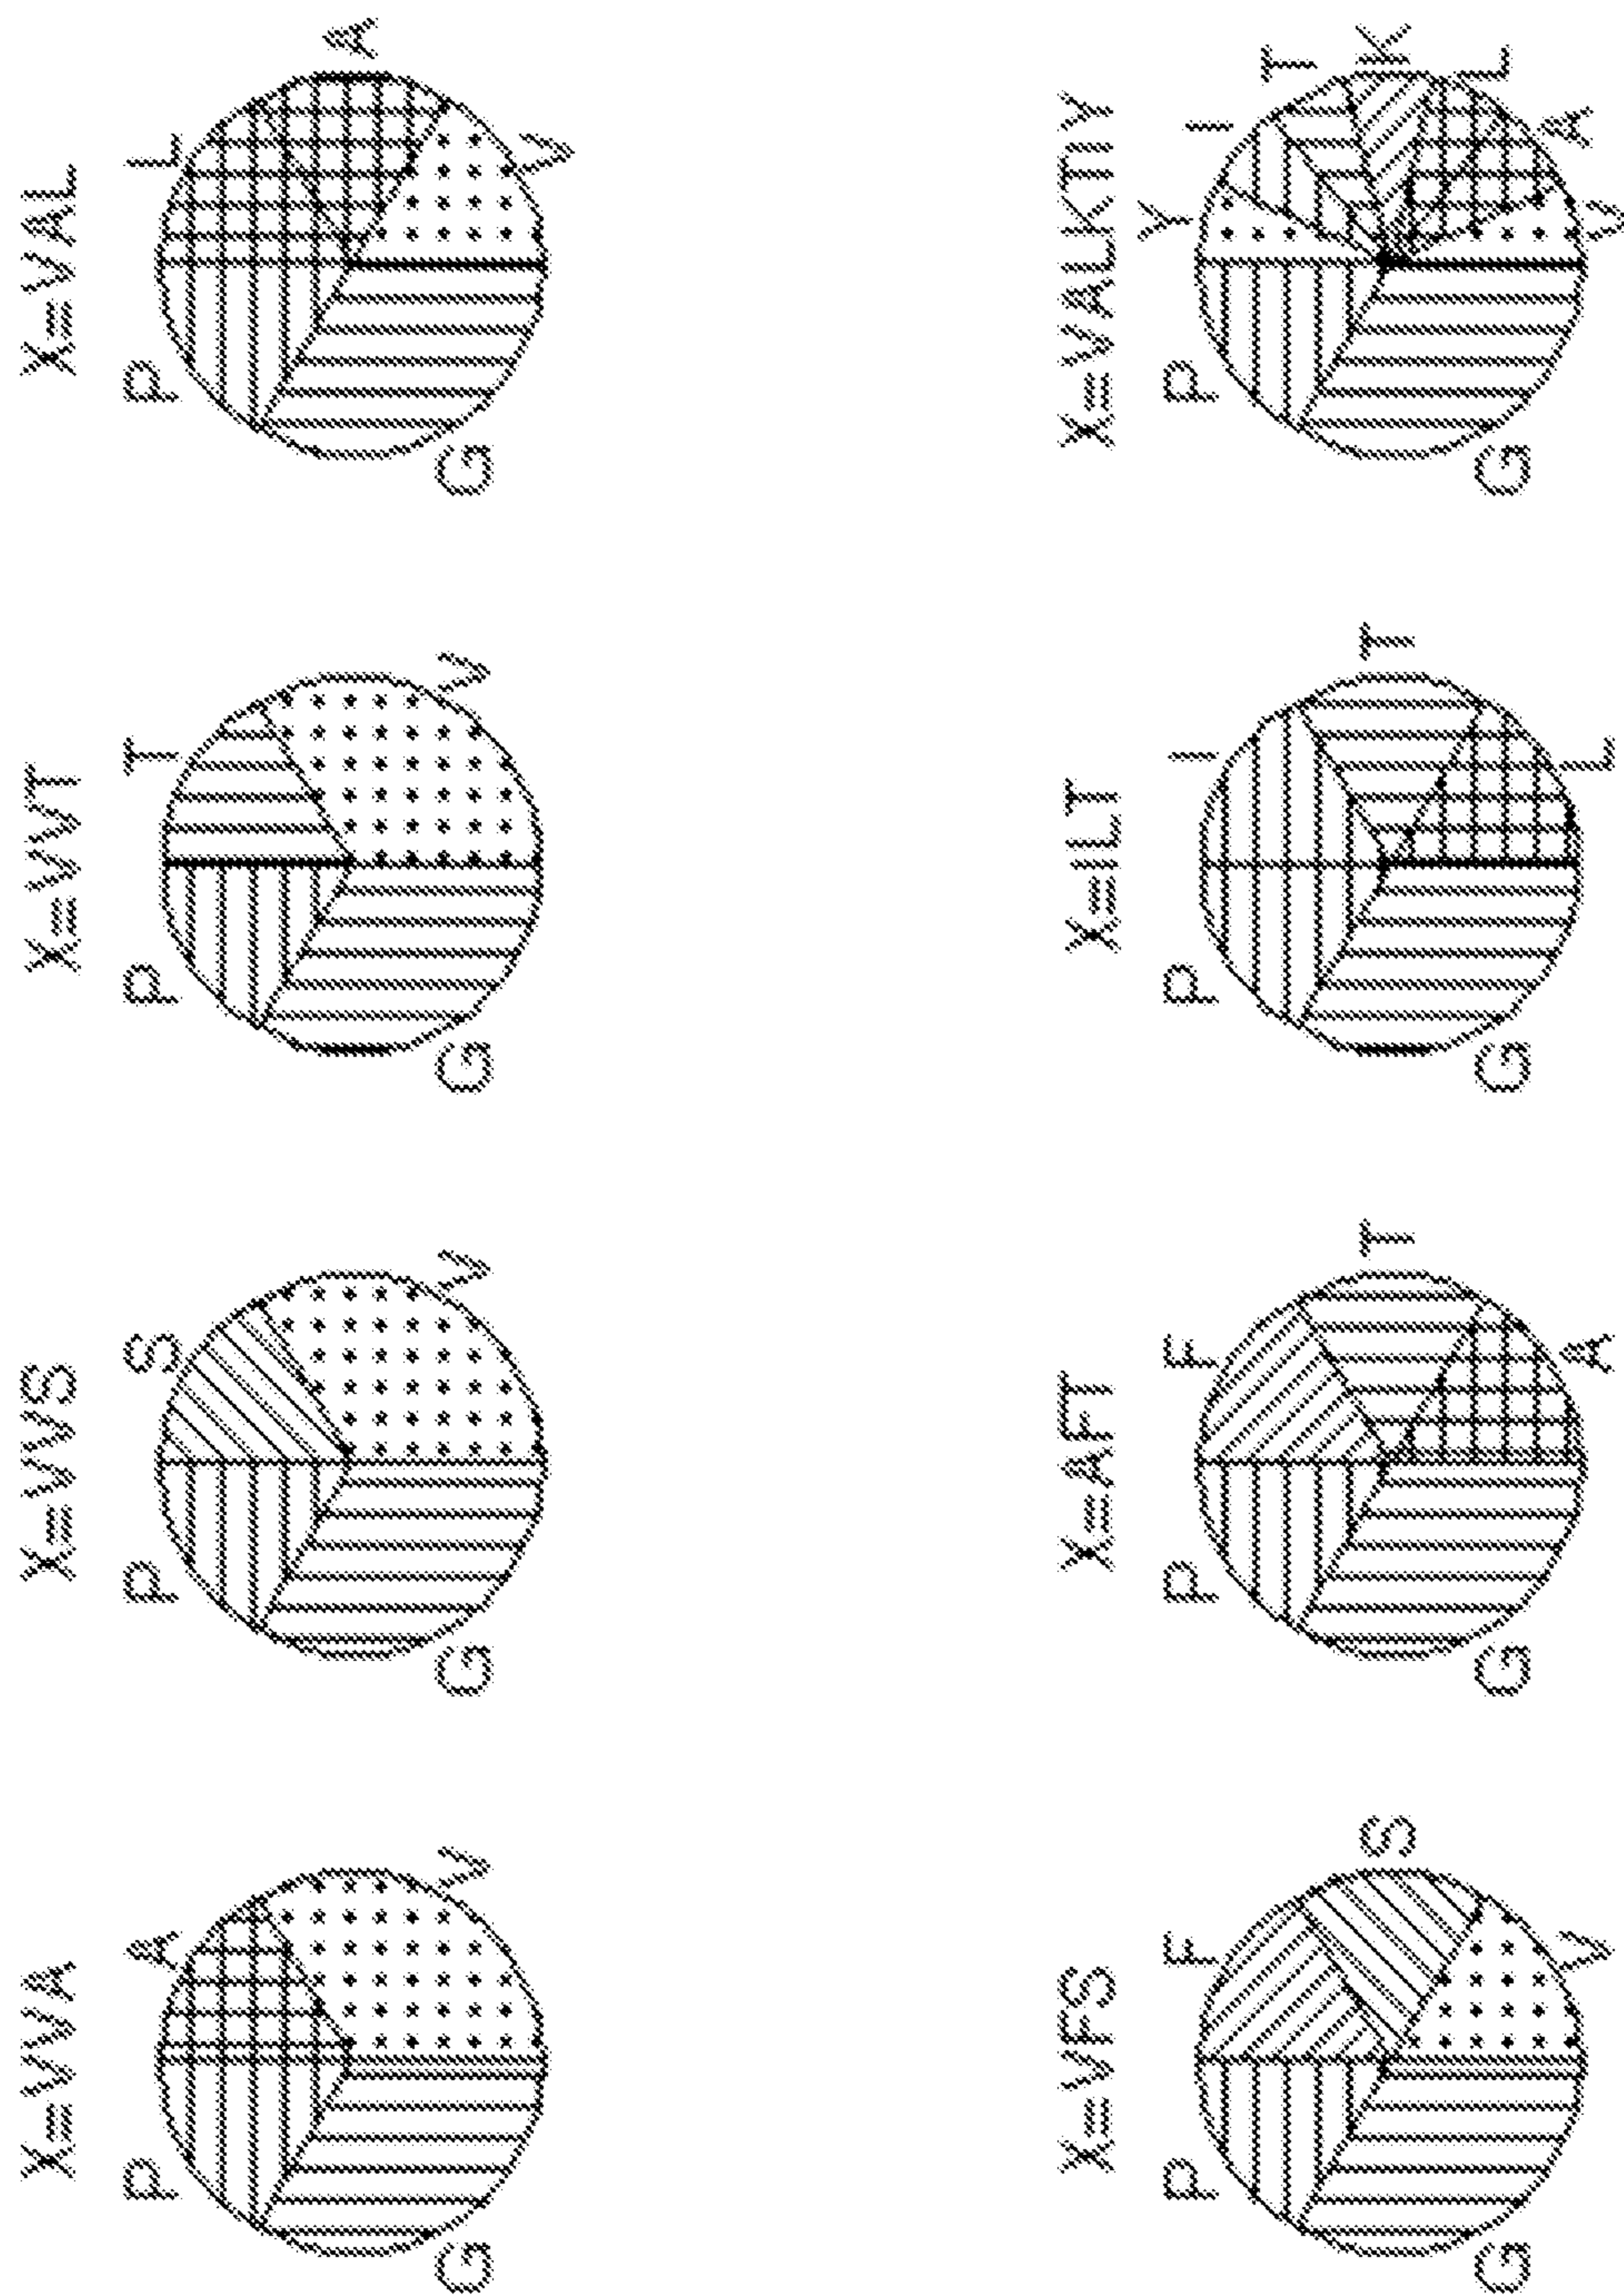 X=VVA
P A
G V
X=VVS
P S
G V
X=VVT
P T
G V
X=VAL
P L
A
G
V
X=VFS
P F
S
G
V
X=AFT
P F
T
G
A
X=ILT
P I
T
G
L
X=VALKTIY
P Y
I
T
K
L
G
A
V